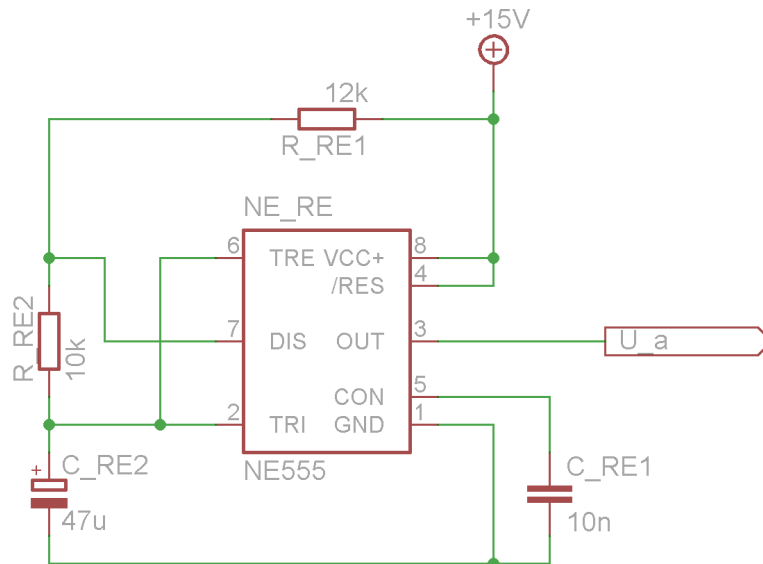 +15V
12k
R_RE1
NE_RE
6 TRE VCC+ 8
/RES 4
R_RE2
10k
7 DIS OUT 3
U_a
CON 5
2 TRI GND 1
+
C_RE2
47u
NE555
C_RE1
10n